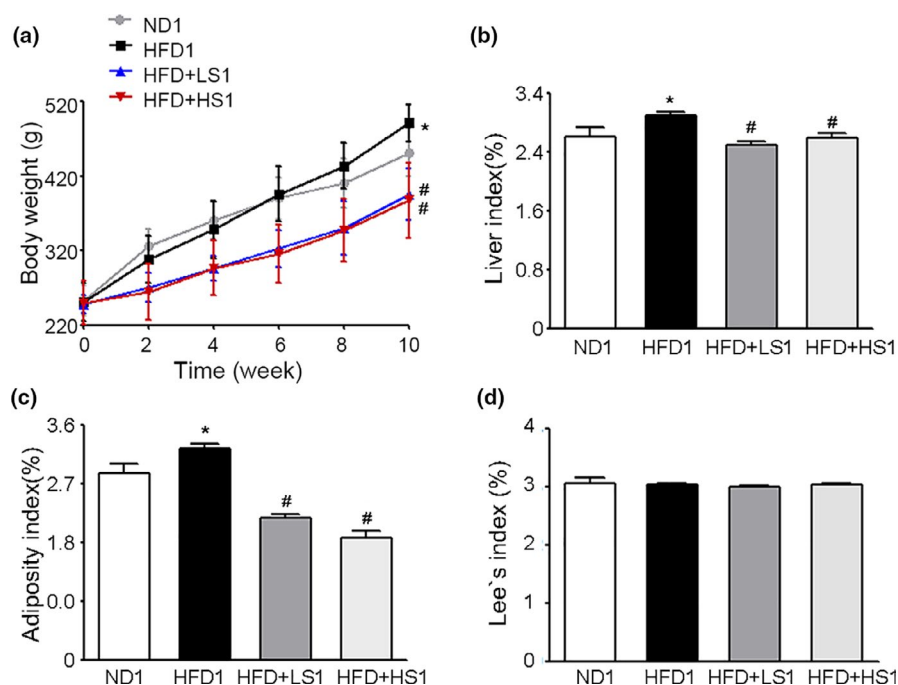 (a)
ND1
HFD1
HFD+LS1
HFD+HS1
Body weight (g)
520
420
320
220
*
#
#
0 2 4 6 8 10
Time (week)
(b)
Liver index(%)
3.4
2.4
1.6
0.8
0
*
#
#
ND1 HFD1 HFD+LS1 HFD+HS1
(c)
Adiposity index(%)
3.6
2.7
1.8
0.0
0
*
#
#
ND1 HFD1 HFD+LS1 HFD+HS1
(d)
Lee`s index (%)
4
3
2
1
0
ND1 HFD1 HFD+LS1 HFD+HS1